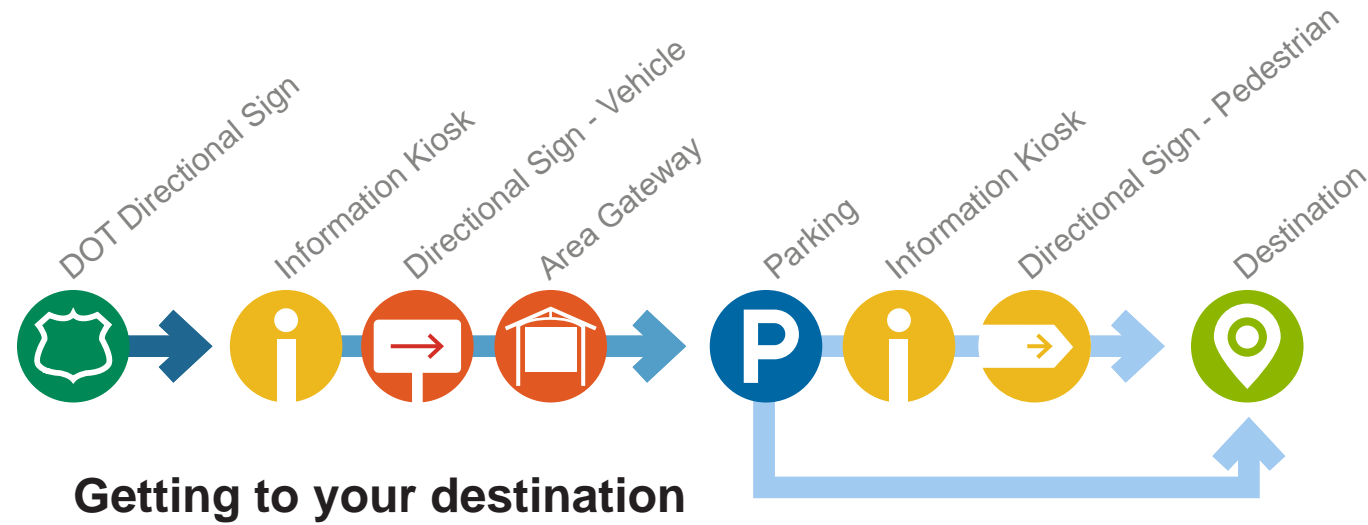 DOT Directional Sign
Information Kiosk
Directional Sign - Vehicle
Area Gateway
Parking
Information Kiosk
Directional Sign - Pedestrian
Destination
P
Getting to your destination